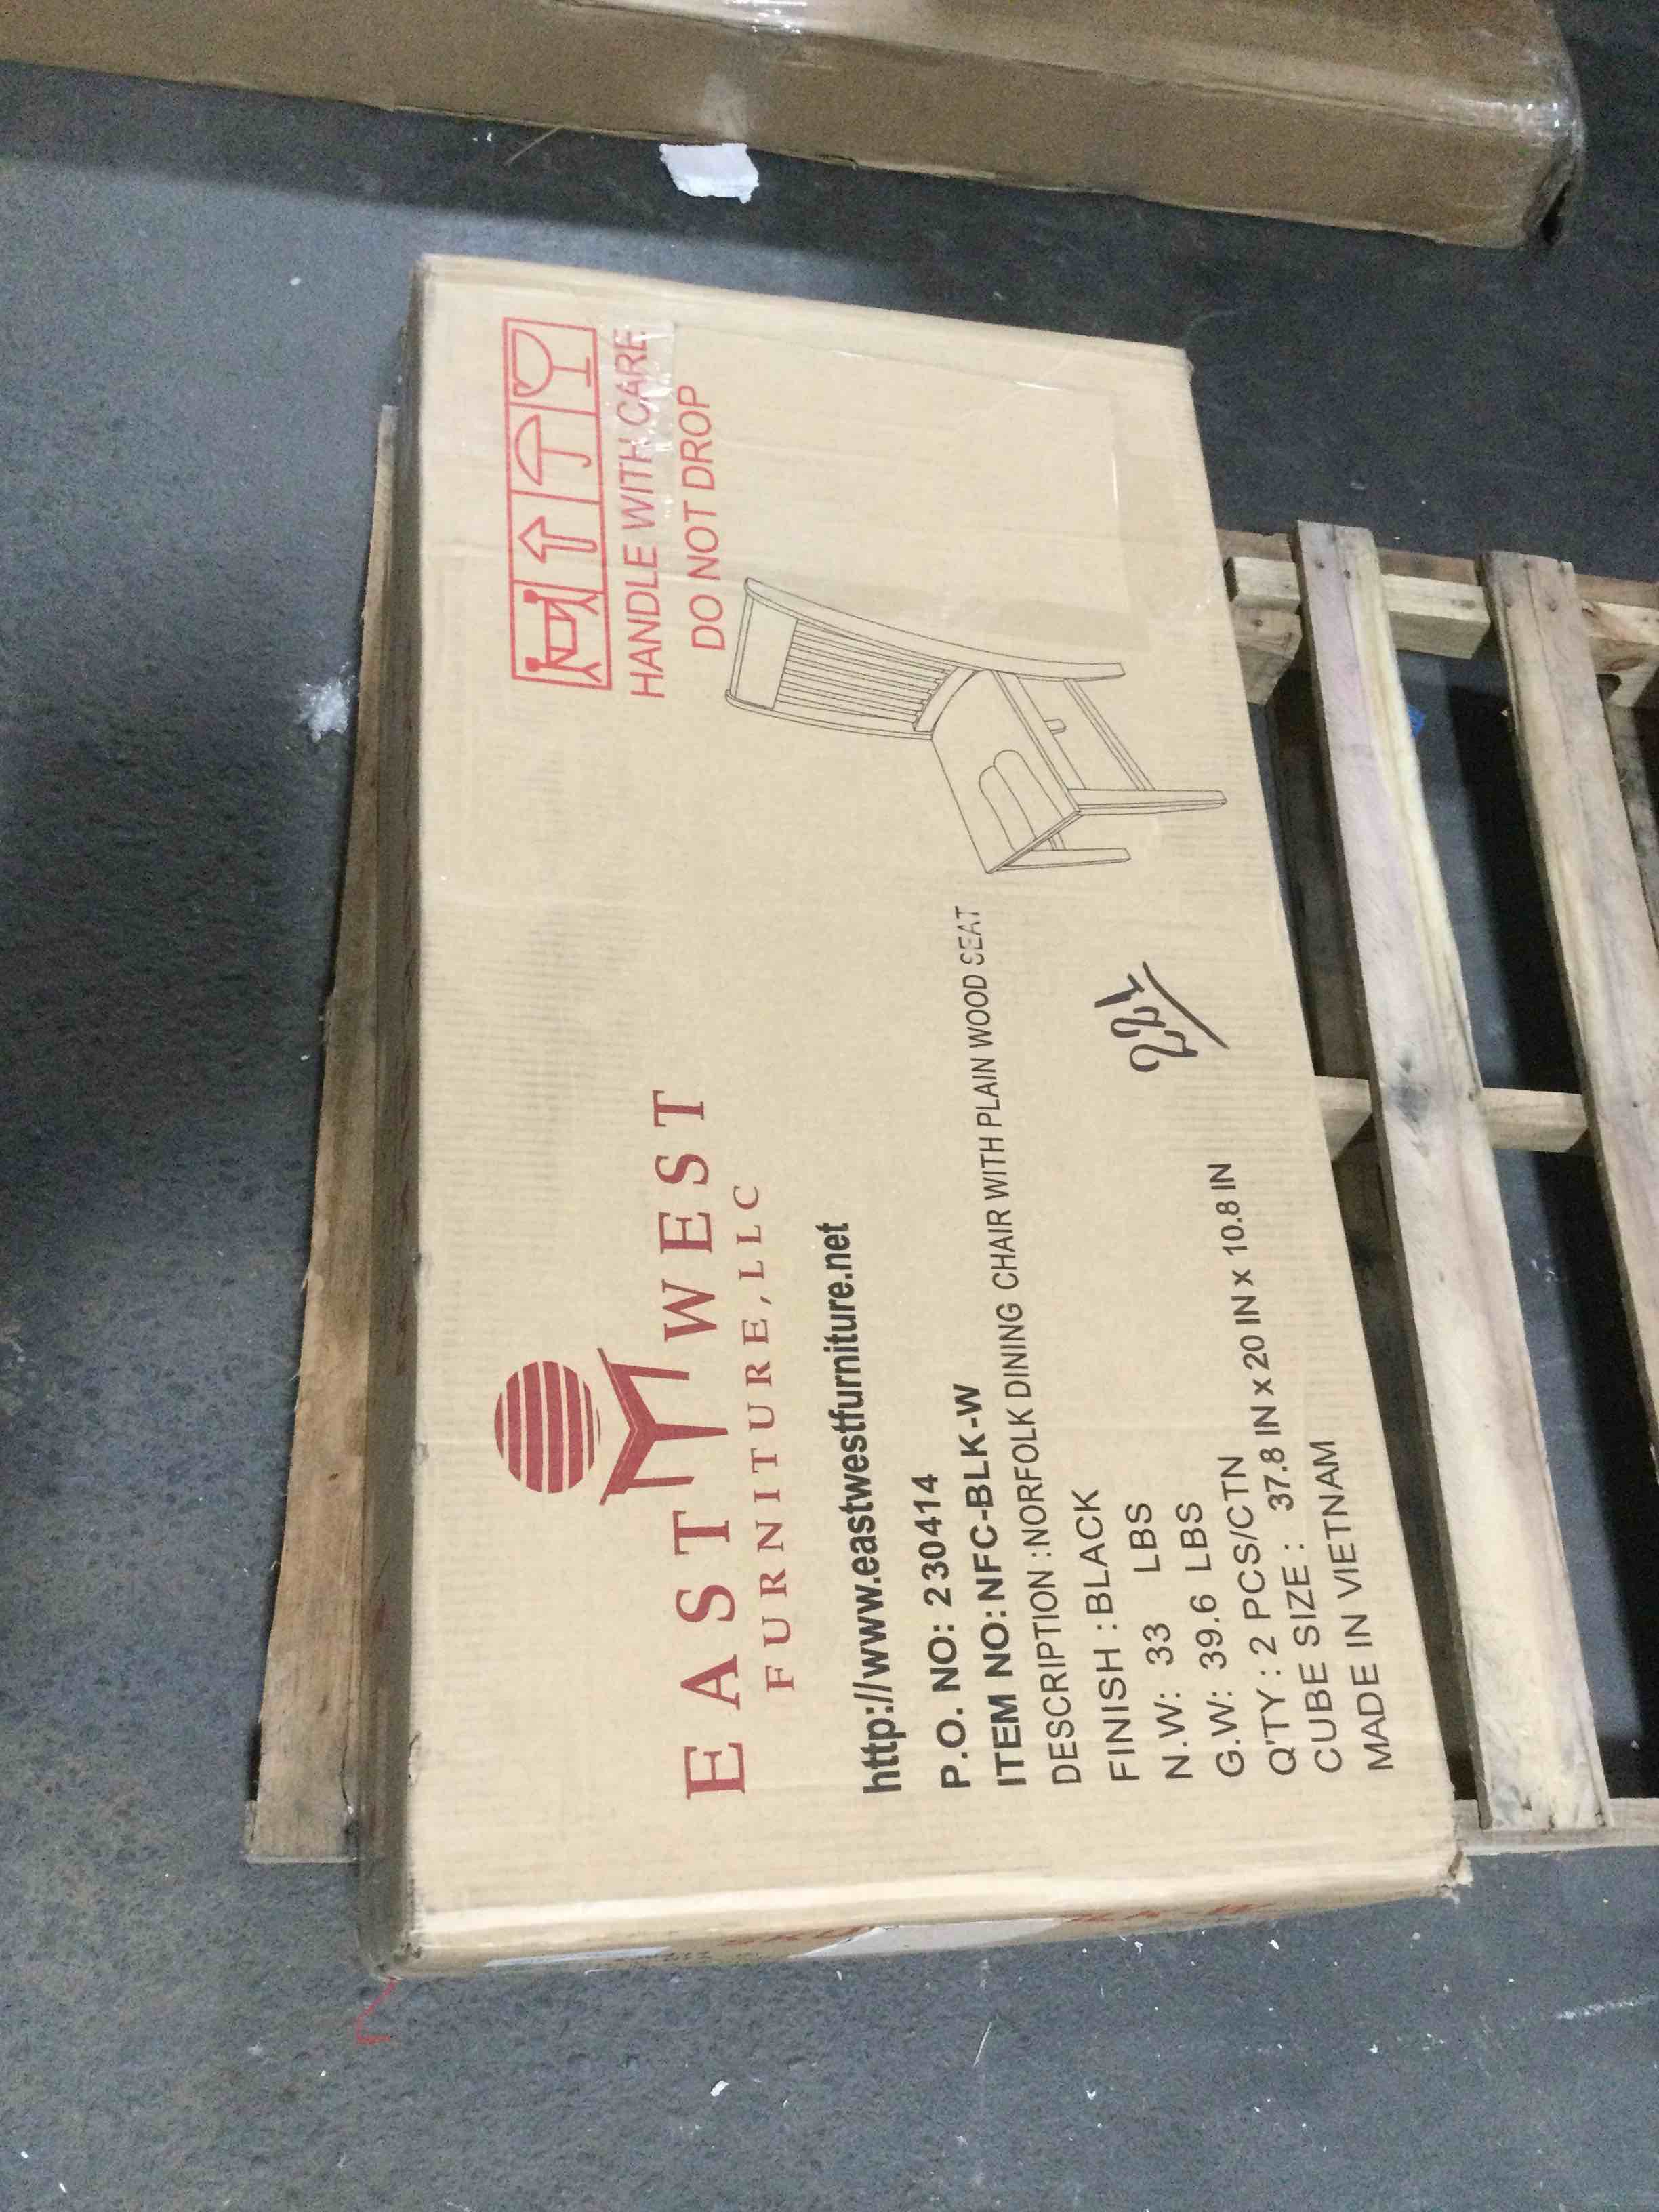 HANDLE WITH CARE
DO NOT DROP
EAST WEST
FURNITURE, LLC
http://www.eastwestfurniture.net
P.O. NO: 230414
ITEM NO: NFC-BLK-W
DESCRIPTION :NORFOLK DINING CHAIR WITH PLAIN WOOD SEAT
FINISH : BLACK
N.W: 33 LBS
G.W: 39.6 LBS
Q'TY : 2 PCS/CTN
CUBE SIZE : 37.8 IN x 20 IN x 10.8 IN
MADE IN VIETNAM
221